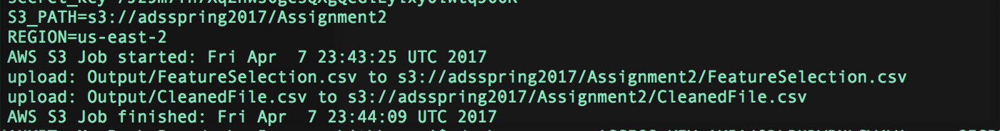 S3_PATH=s3://adsspring2017/Assignment2
REGION=us-east-2
AWS S3 Job started: Fri Apr  7 23:43:25 UTC 2017
upload: Output/FeatureSelection.csv to s3://adsspring2017/Assignment2/FeatureSelection.csv
upload: Output/CleanedFile.csv to s3://adsspring2017/Assignment2/CleanedFile.csv
AWS S3 Job finished: Fri Apr  7 23:44:09 UTC 2017